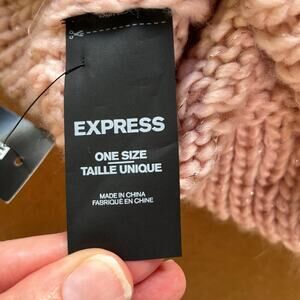 EXPRESS
ONE SIZE
TAILLE UNIQUE
MADE IN CHINA
FABRIQUÉ EN CHINE